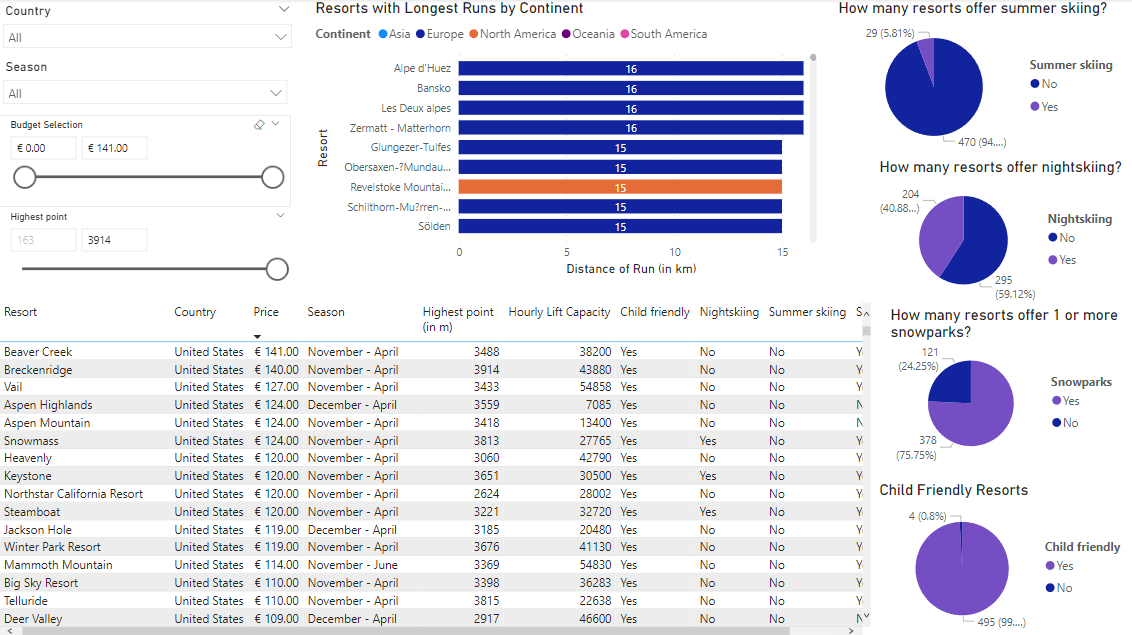 Country
All
Season
All
Budget Selection
€ 0.00
€ 141.00
Highest point
163
3914
Resorts with Longest Runs by Continent
Continent Asia Europe North America Oceania South America
Resort
Alpe d'Huez 16
Bansko 16
Les Deux alpes 16
Zermatt - Matterhorn 16
Glungezer-Tulfes 15
Obersaxen-?Mundau... 15
Revelstoke Mountai... 15
Schilthorn-Mu?rren-... 15
Sölden 15
0 5 10 15
Distance of Run (in km)
How many resorts offer summer skiing?
29 (5.81%)
470 (94....)
Summer skiing
No
Yes
How many resorts offer nightskiing?
204
(40.88...)
295
(59.12%)
Nightskiing
No
Yes
How many resorts offer 1 or more
snowparks?
121
(24.25%)
378
(75.75%)
Snowparks
Yes
No
Child Friendly Resorts
4 (0.8%)
495 (99....)
Child friendly
Yes
No
Resort Country Price Season Highest point Hourly Lift Capacity Child friendly Nightskiing Summer skiing S
(in m)
Beaver Creek United States € 141.00 November - April 3488 38200 Yes No No Y
Breckenridge United States € 140.00 November - April 3914 43880 Yes No No Y
Vail United States € 127.00 November - April 3433 54858 Yes No No Y
Aspen Highlands United States € 124.00 December - April 3559 7085 Yes No No N
Aspen Mountain United States € 124.00 November - April 3418 13400 Yes No No N
Snowmass United States € 124.00 November - April 3813 27765 Yes Yes No Y
Heavenly United States € 120.00 November - April 3060 42790 Yes No No Y
Keystone United States € 120.00 November - April 3651 30500 Yes Yes No Y
Northstar California Resort United States € 120.00 November - April 2624 28002 Yes No No Y
Steamboat United States € 120.00 November - April 3221 32720 Yes Yes No Y
Jackson Hole United States € 119.00 December - April 3185 20480 Yes No No Y
Winter Park Resort United States € 119.00 November - April 3676 41130 Yes No No Y
Mammoth Mountain United States € 114.00 November - June 3369 54830 Yes No No Y
Big Sky Resort United States € 110.00 November - April 3398 36283 Yes No No Y
Telluride United States € 110.00 November - April 3815 22638 Yes No No Y
Deer Valley United States € 109.00 December - April 2917 46600 Yes No No N